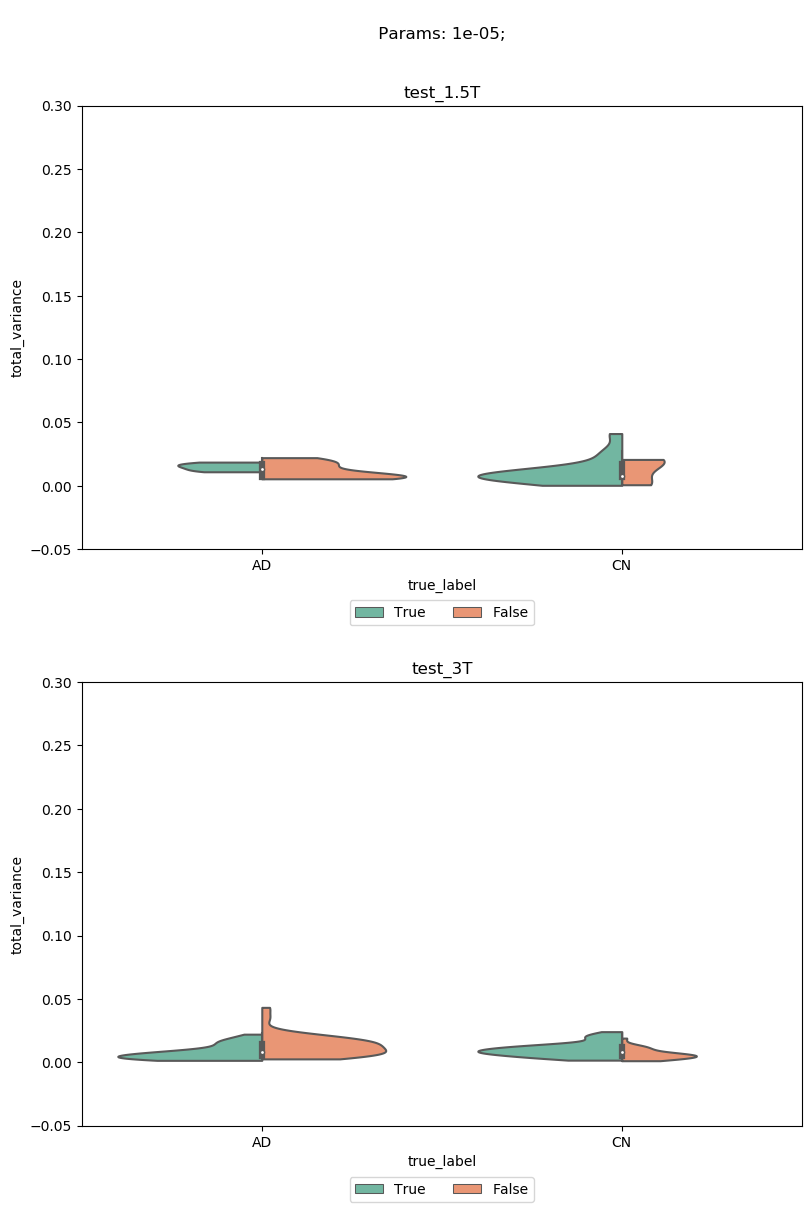 Params: 1e-05;
test_1.5T
0.30
0.25
0.20
0.15
0.10
0.05
0.00
−0.05
total_variance
AD CN
true_label
True False
test_3T
0.30
0.25
0.20
0.15
0.10
0.05
0.00
−0.05
total_variance
AD CN
true_label
True False